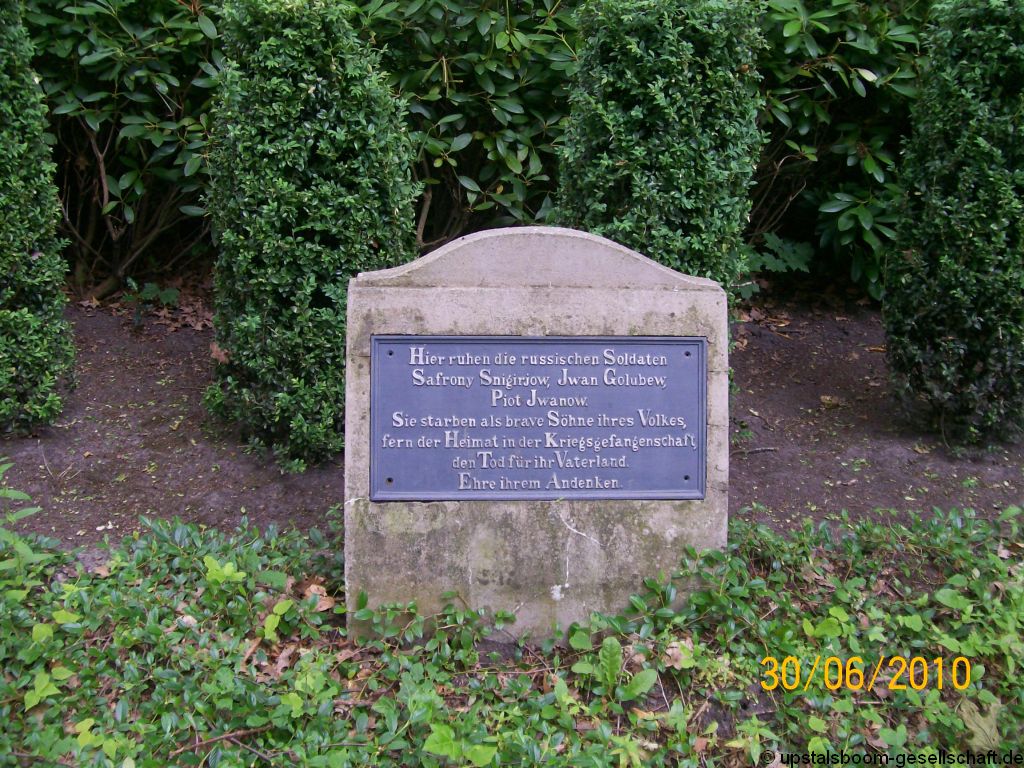 Hier ruhen die russischen Soldaten
Safrony Snigirjow, Jwan Golubew,
Piot Jwanow.
Sie starben als brave Söhne ihres Volkes,
fern der Heimat in der Kriegsgefangenschaft,
den Tod für ihr Vaterland.
Ehre ihrem Andenken.
30/06/2010
© upstalsboom-gesellschaft.de